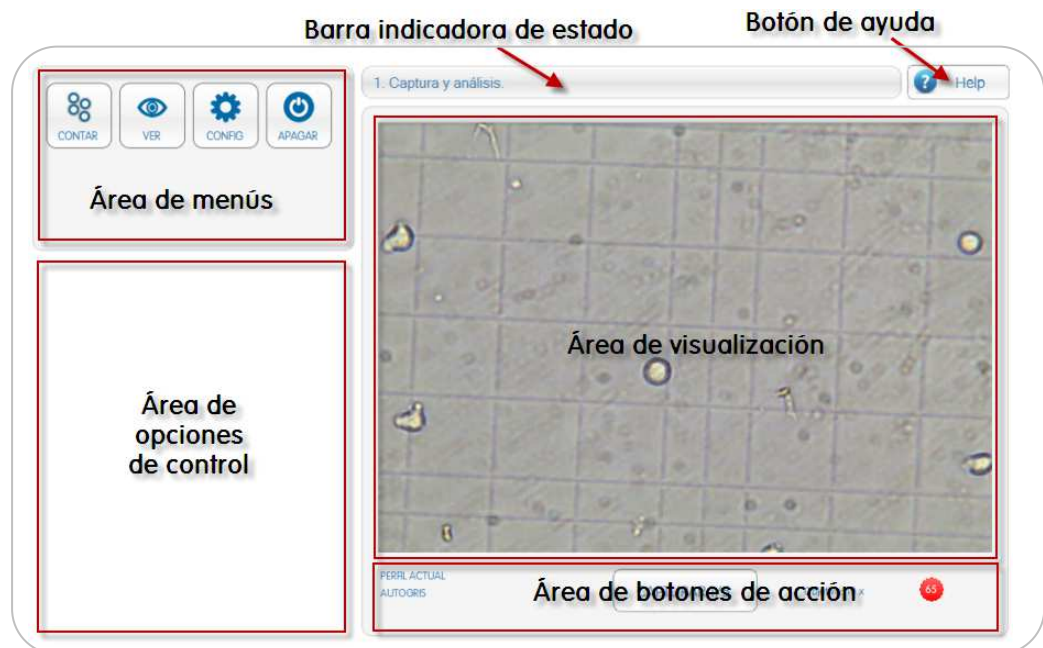 Barra indicadora de estado
Botón de ayuda
1. Captura y análisis.
? Help
CONTAR
VER
CONFIG
APAGAR
Área de menús
Área de visualización
Área de
opciones
de control
PERFIL ACTUAL
AUTOGRIS
Área de botones de acción
65